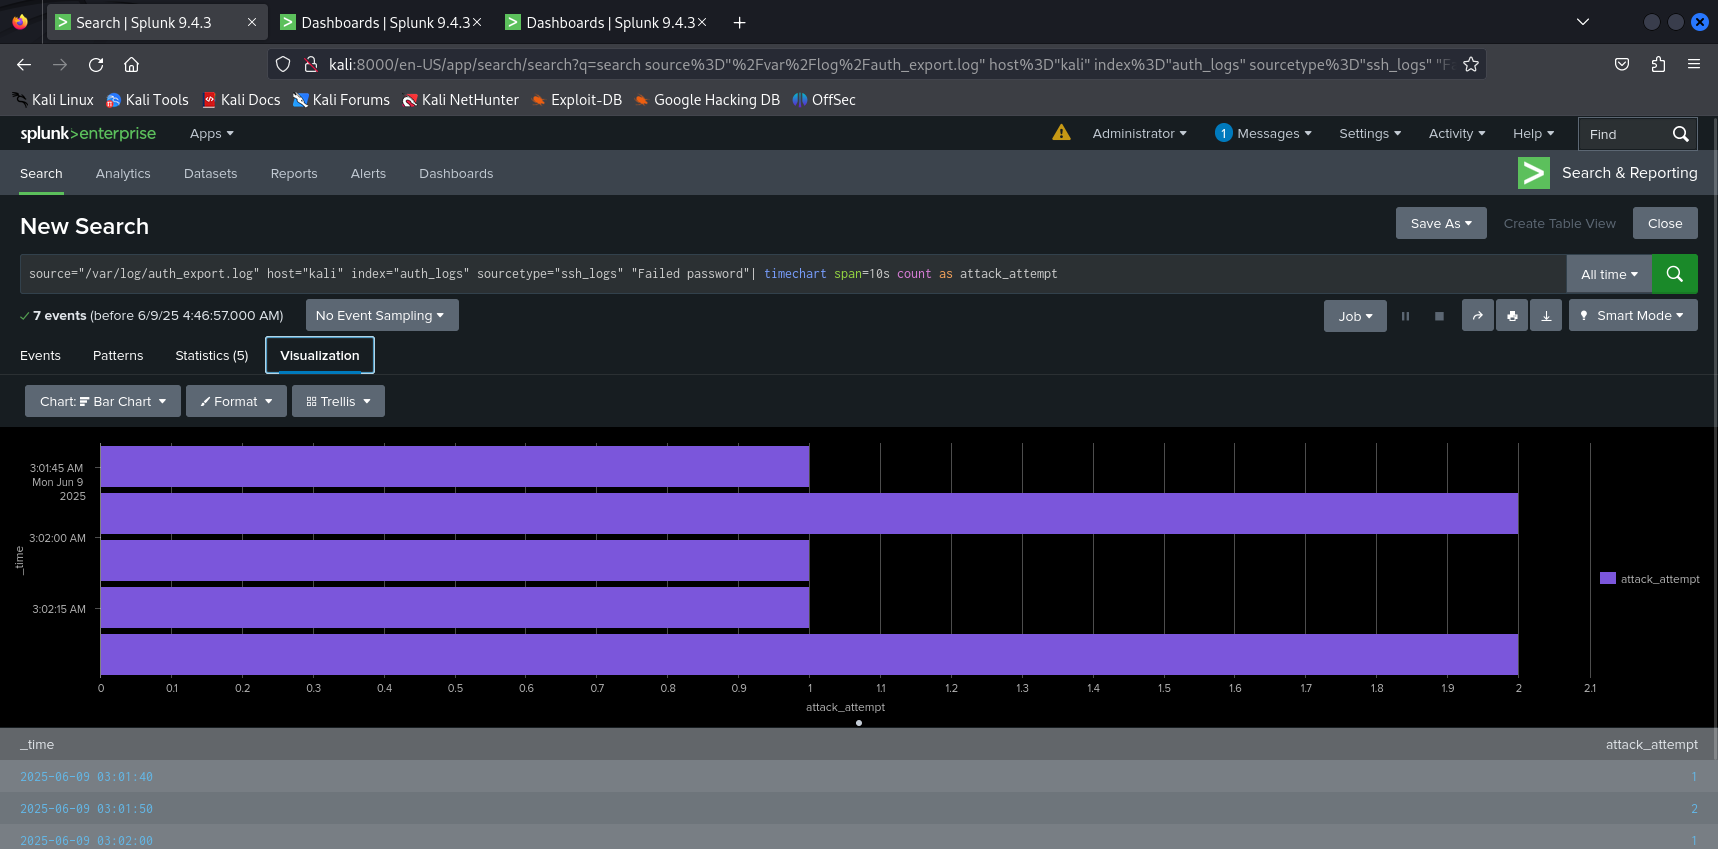 Search | Splunk 9.4.3
Dashboards | Splunk 9.4.3
Dashboards | Splunk 9.4.3
kali:8000/en-US/app/search/search?q=search source%3D"%2Fvar%2Flog%2Fauth_export.log" host%3D"kali" index%3D"auth_logs" sourcetype%3D"ssh_logs" "Fa
Kali Linux Kali Tools Kali Docs Kali Forums Kali NetHunter Exploit-DB Google Hacking DB OffSec
splunk>enterprise Apps Administrator 1 Messages Settings Activity Help Find
Search Analytics Datasets Reports Alerts Dashboards Search & Reporting
New Search Save As Create Table View Close
source="/var/log/auth_export.log" host="kali" index="auth_logs" sourcetype="ssh_logs" "Failed password"| timechart span=10s count as attack_attempt All time
7 events (before 6/9/25 4:46:57.000 AM) No Event Sampling Job Smart Mode
Events Patterns Statistics (5) Visualization
Chart: Bar Chart Format Trellis
3:01:45 AM
Mon Jun 9
2025
3:02:00 AM
_time
3:02:15 AM
attack_attempt
0 0.1 0.2 0.3 0.4 0.5 0.6 0.7 0.8 0.9 1 1.1 1.2 1.3 1.4 1.5 1.6 1.7 1.8 1.9 2 2.1
attack_attempt
_time attack_attempt
2025-06-09 03:01:40 1
2025-06-09 03:01:50 2
2025-06-09 03:02:00 1